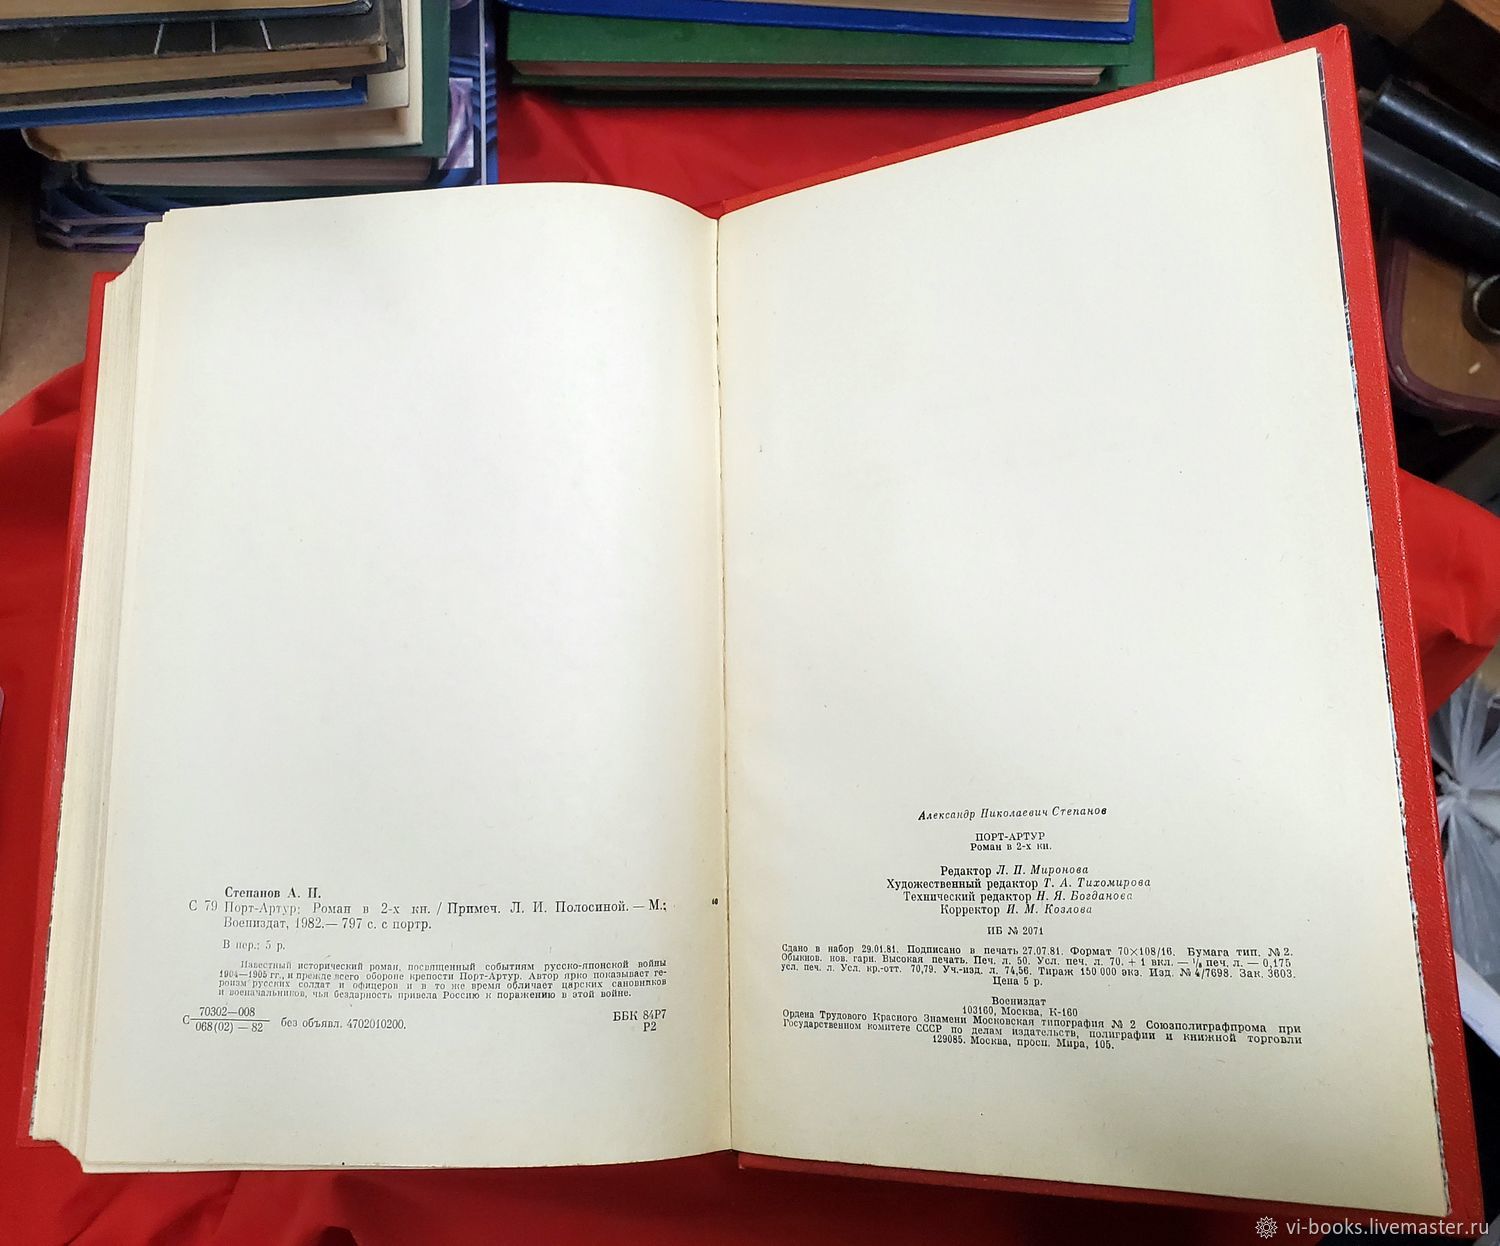 Степанов А. Н.
С 79 Порт-Артур: Роман в 2-х кн. / Примеч. Л. И. Полосиной. — М.:
Воениздат, 1982.— 797 с. с портр.
В пер.: 5 р.
Известный исторический роман, посвященный событиям русско-японской войны
1904—1905 гг., и прежде всего обороне крепости Порт-Артур. Автор ярко показывает ге-
роизм русских солдат и офицеров и в то же время обличает царских сановников
и военачальников, чья бездарность привела Россию к поражению в этой войне.
С 70302—008
068(02) — 82 без объявл. 4702010200.
ББК 84Р7
Р2
Александр Николаевич Степанов
ПОРТ-АРТУР
Роман в 2-х кн.
Редактор Л. П. Миронова
Художественный редактор Т. А. Тихомирова
Технический редактор Н. Я. Богданова
Корректор И. М. Козлова
ИБ № 2071
Сдано в набор 29.01.81. Подписано в печать 27.07.81. Формат 70×108/16. Бумага тип. № 2.
Обыкнов. нов. гарн. Высокая печать. Печ. л. 50. Усл. печ. л. 70. + 1 вкл. — 1/8 печ. л. — 0,175
усл. печ. л. Усл. кр.-отт. 70,79. Уч.-изд. л. 74,56. Тираж 150 000 экз. Изд. № 4/7698. Зак. 3603.
Цена 5 р.
Воениздат
103160, Москва, К-160
Ордена Трудового Красного Знамени Московская типография № 2 Союзполиграфпрома при
Государственном комитете СССР по делам издательств, полиграфии и книжной торговли
129085. Москва, просп. Мира, 105.
vi-books.livemaster.ru